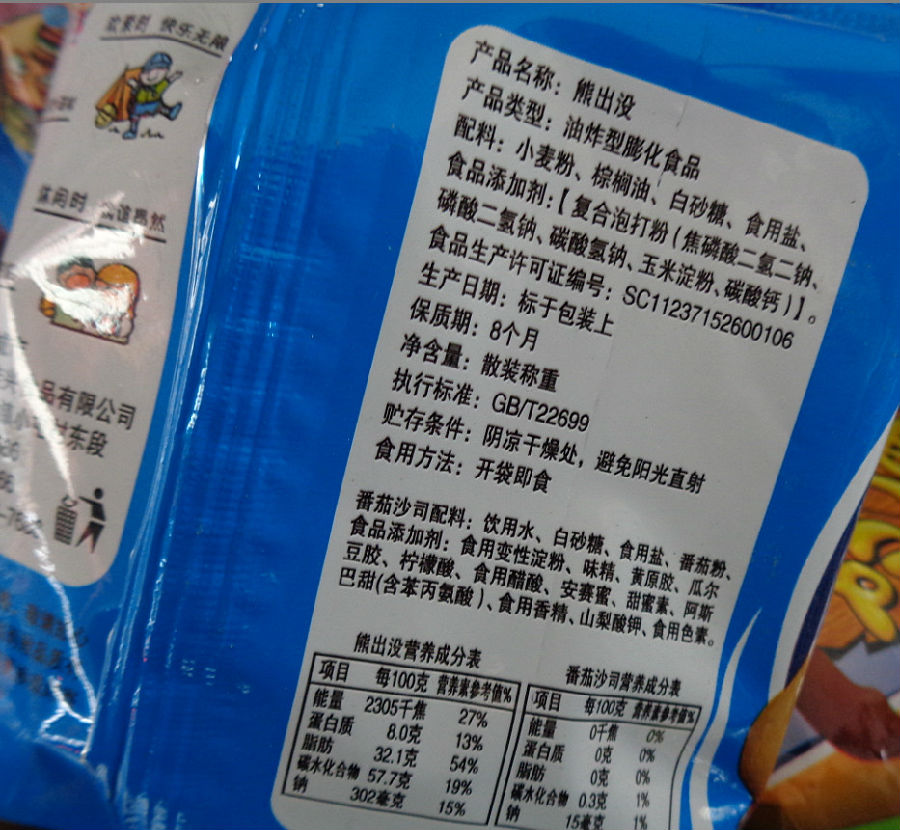 欢聚时 快乐无限
产品名称：熊出没
产品类型：油炸型膨化食品
配料：小麦粉、棕榈油、白砂糖、食用盐、
食品添加剂：【复合泡打粉（焦磷酸二氢二钠、
磷酸二氢钠、碳酸氢钠、玉米淀粉、碳酸钙）】。
食品生产许可证编号：SC11237152600106
生产日期：标于包装上
保质期：8个月
净含量：散装称重
执行标准：GB/T22699
贮存条件：阴凉干燥处，避免阳光直射
食用方法：开袋即食
番茄沙司配料：饮用水、白砂糖、食用盐、番茄粉、
食品添加剂：食用变性淀粉、味精、黄原胶、瓜尔
豆胶、柠檬酸、食用醋酸、安赛蜜、甜蜜素、阿斯
巴甜(含苯丙氨酸)、食用香精、山梨酸钾、食用色素。
熊出没营养成分表
项目 每100克 营养素参考值%
能量 2305千焦 27%
蛋白质 8.0克 13%
脂肪 32.1克 54%
碳水化合物 57.7克 19%
钠 302毫克 15%
番茄沙司营养成分表
项目 每100克 营养素参考值%
能量 0千焦 0%
蛋白质 0克 0%
脂肪 0克 0%
碳水化合物 0.3克 1%
钠 15毫克 1%
休闲时
品有限公司
村东段